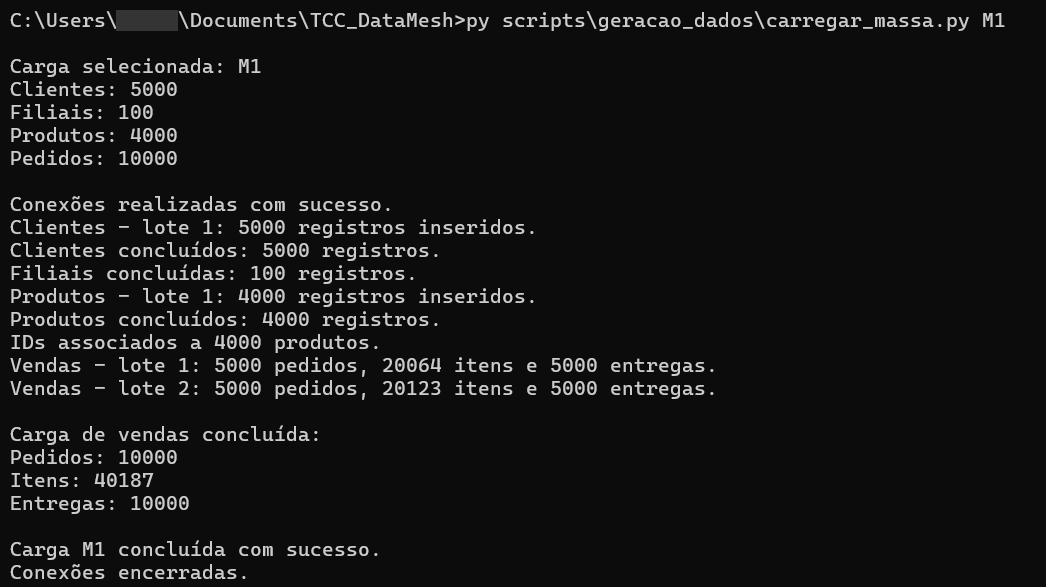 C:\Users\ \Documents\TCC_DataMesh>py scripts\geracao_dados\carregar_massa.py M1
Carga selecionada: M1
Clientes: 5000
Filiais: 100
Produtos: 4000
Pedidos: 10000
Conexões realizadas com sucesso.
Clientes - lote 1: 5000 registros inseridos.
Clientes concluídos: 5000 registros.
Filiais concluídas: 100 registros.
Produtos - lote 1: 4000 registros inseridos.
Produtos concluídos: 4000 registros.
IDs associados a 4000 produtos.
Vendas - lote 1: 5000 pedidos, 20064 itens e 5000 entregas.
Vendas - lote 2: 5000 pedidos, 20123 itens e 5000 entregas.
Carga de vendas concluída:
Pedidos: 10000
Itens: 40187
Entregas: 10000
Carga M1 concluída com sucesso.
Conexões encerradas.